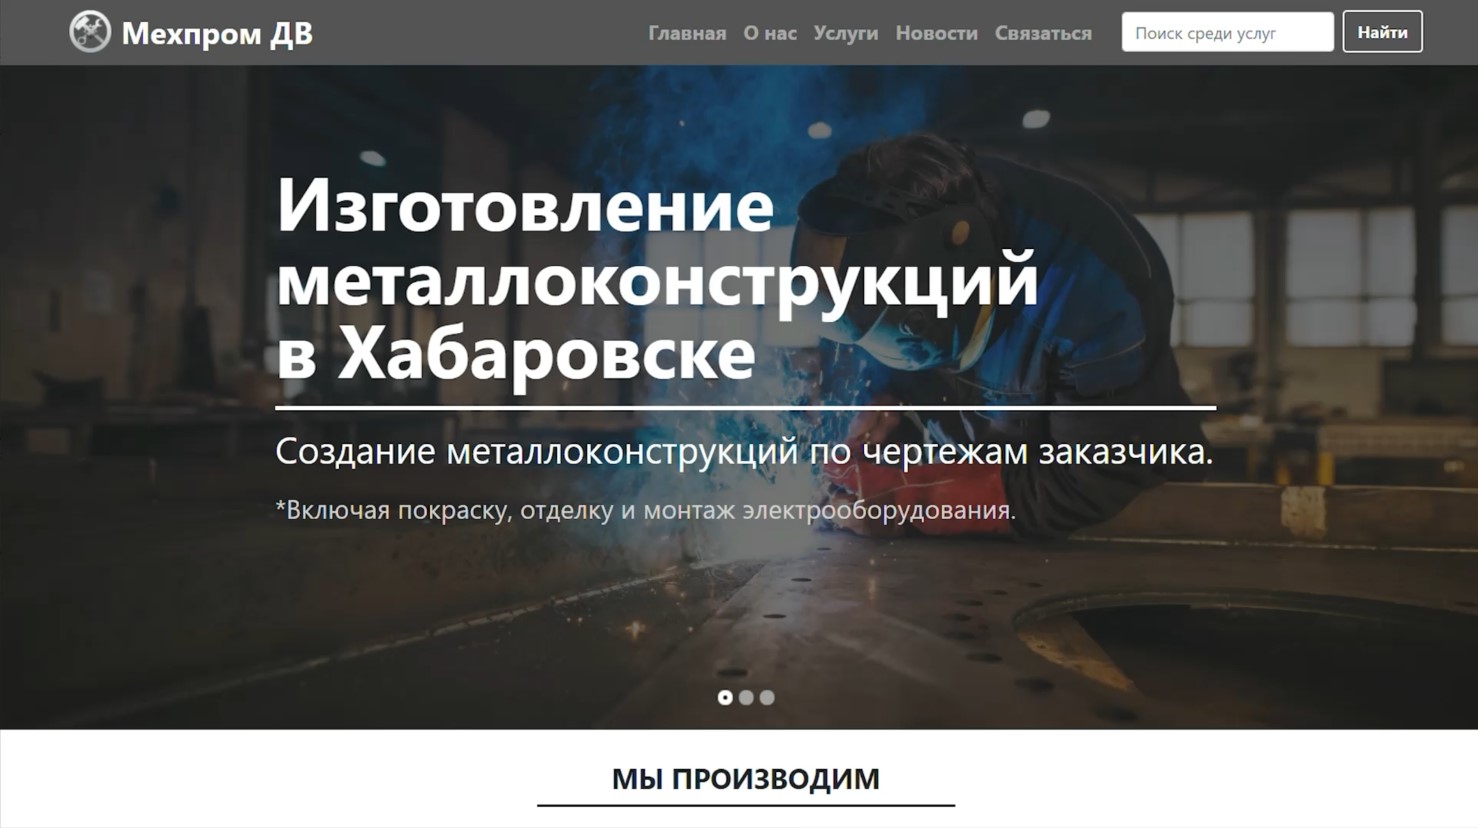 Мехпром ДВ
Главная О нас Услуги Новости Связаться Поиск среди услуг Найти
Изготовление
металлоконструкций
в Хабаровске
Создание металлоконструкций по чертежам заказчика.
*Включая покраску, отделку и монтаж электрооборудования.
МЫ ПРОИЗВОДИМ